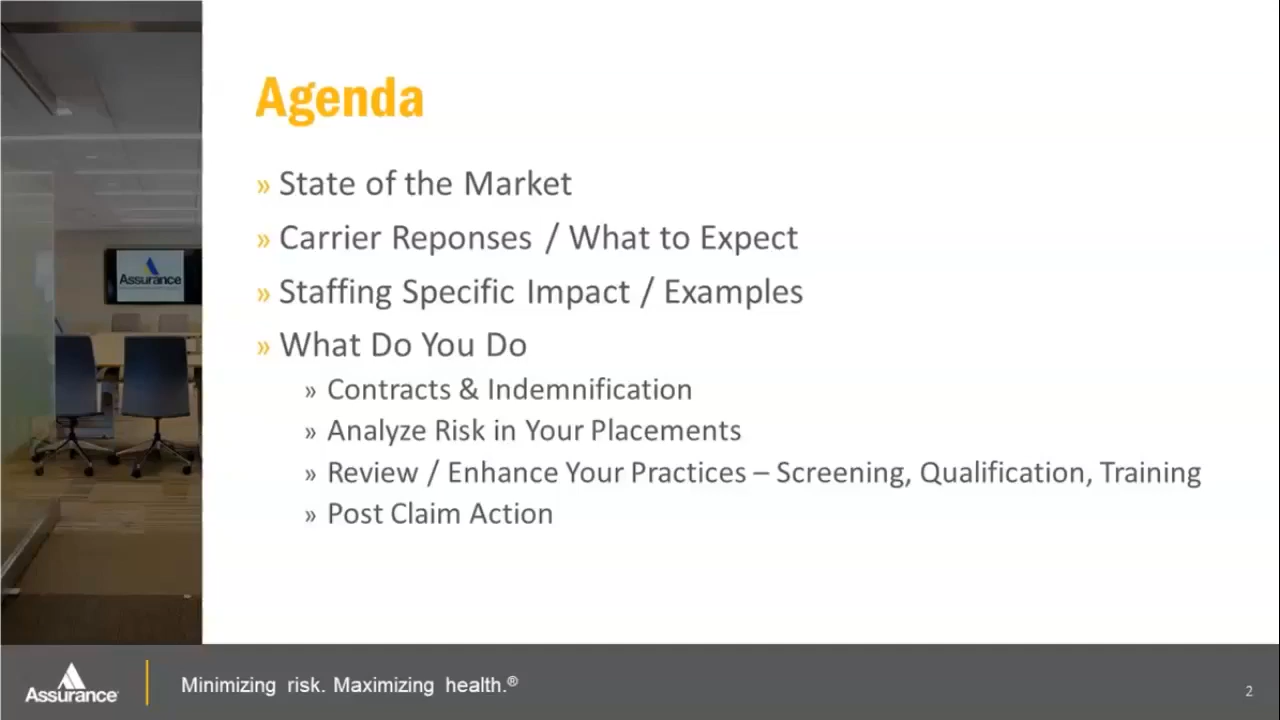 Agenda
» State of the Market
» Carrier Reponses / What to Expect
» Staffing Specific Impact / Examples
» What Do You Do
» Contracts & Indemnification
» Analyze Risk in Your Placements
» Review / Enhance Your Practices – Screening, Qualification, Training
» Post Claim Action
Assurance
Assurance
Minimizing risk. Maximizing health.®
2